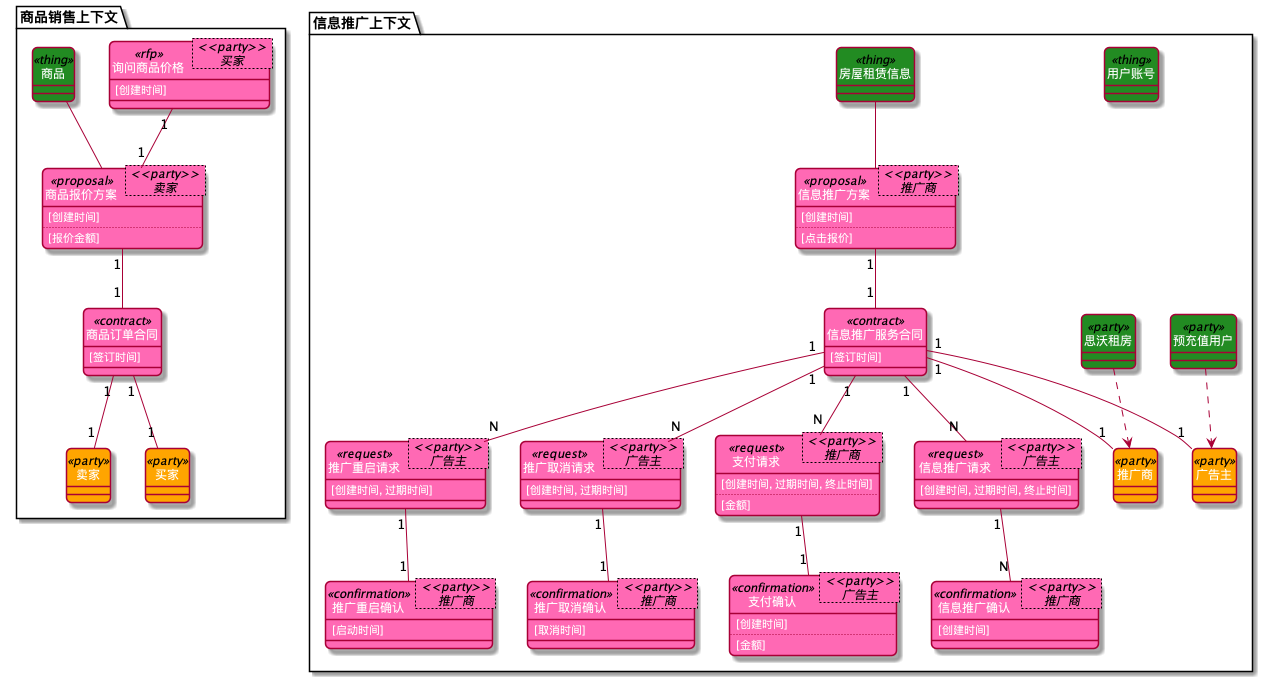 商品销售上下文
«thing»
商品
«rfp»
询问商品价格
<<party>>
买家
[创建时间]
1
1
«proposal»
商品报价方案
<<party>>
卖家
[创建时间]
[报价金额]
1
1
«contract»
商品订单合同
[签订时间]
1
1
1
1
«party»
卖家
«party»
买家
信息推广上下文
«thing»
房屋租赁信息
«thing»
用户账号
«proposal»
信息推广方案
<<party>>
推广商
[创建时间]
[点击报价]
1
1
«contract»
信息推广服务合同
[签订时间]
«party»
思沃租房
«party»
预充值用户
1
1
1
1
1
1
N
N
N
N
1
1
«request»
推广重启请求
<<party>>
广告主
[创建时间, 过期时间]
«request»
推广取消请求
<<party>>
广告主
[创建时间, 过期时间]
«request»
支付请求
<<party>>
推广商
[创建时间, 过期时间, 终止时间]
[金额]
«request»
信息推广请求
<<party>>
广告主
[创建时间, 过期时间, 终止时间]
«party»
推广商
«party»
广告主
1
1
1
1
1
1
1
N
«confirmation»
推广重启确认
<<party>>
推广商
[启动时间]
«confirmation»
推广取消确认
<<party>>
推广商
[取消时间]
«confirmation»
支付确认
<<party>>
广告主
[创建时间]
[金额]
«confirmation»
信息推广确认
<<party>>
推广商
[创建时间]